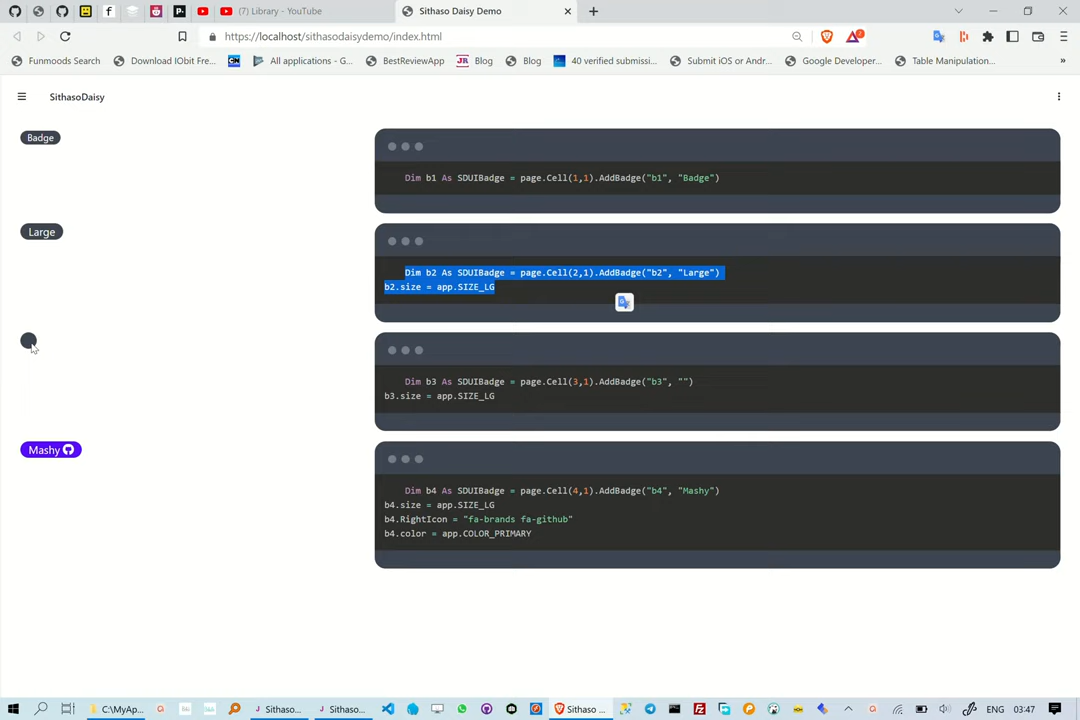 (7) Library - YouTube
Sithaso Daisy Demo
https://localhost/sithasodaisydemo/index.html
Funmoods Search
Download IObit Fre...
All applications - G...
BestReviewApp
JR
Blog
Blog
40 verified submissi...
Submit iOS or Andr...
Google Developer...
Table Manipulation...
»
SithasoDaisy
Badge
Dim b1 As SDUIBadge = page.Cell(1,1).AddBadge("b1", "Badge")
Large
Dim b2 As SDUIBadge = page.Cell(2,1).AddBadge("b2", "Large")
b2.size = app.SIZE_LG
Dim b3 As SDUIBadge = page.Cell(3,1).AddBadge("b3", "")
b3.size = app.SIZE_LG
Mashy
Dim b4 As SDUIBadge = page.Cell(4,1).AddBadge("b4", "Mashy")
b4.size = app.SIZE_LG
b4.RightIcon = "fa-brands fa-github"
b4.color = app.COLOR_PRIMARY
C:\MyAp...
Sithaso...
Sithaso...
Sithaso ...
ENG
03:47